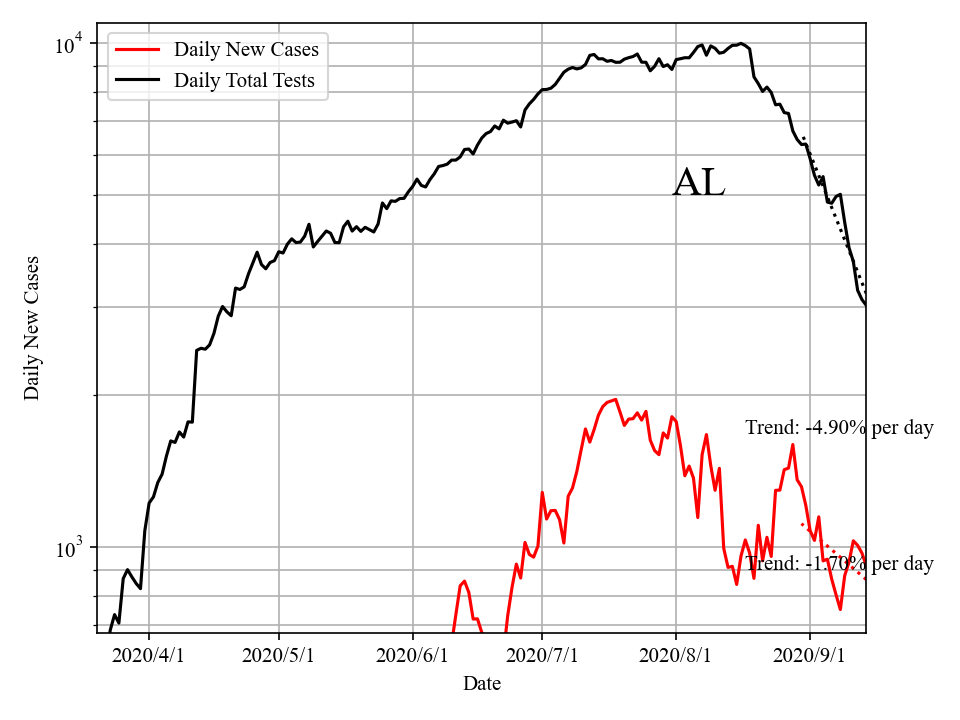 10^4
Daily New Cases
Daily Total Tests
AL
Daily New Cases
Trend: -4.90% per day
10^3
Trend: -1.70% per day
2020/4/1 2020/5/1 2020/6/1 2020/7/1 2020/8/1 2020/9/1
Date